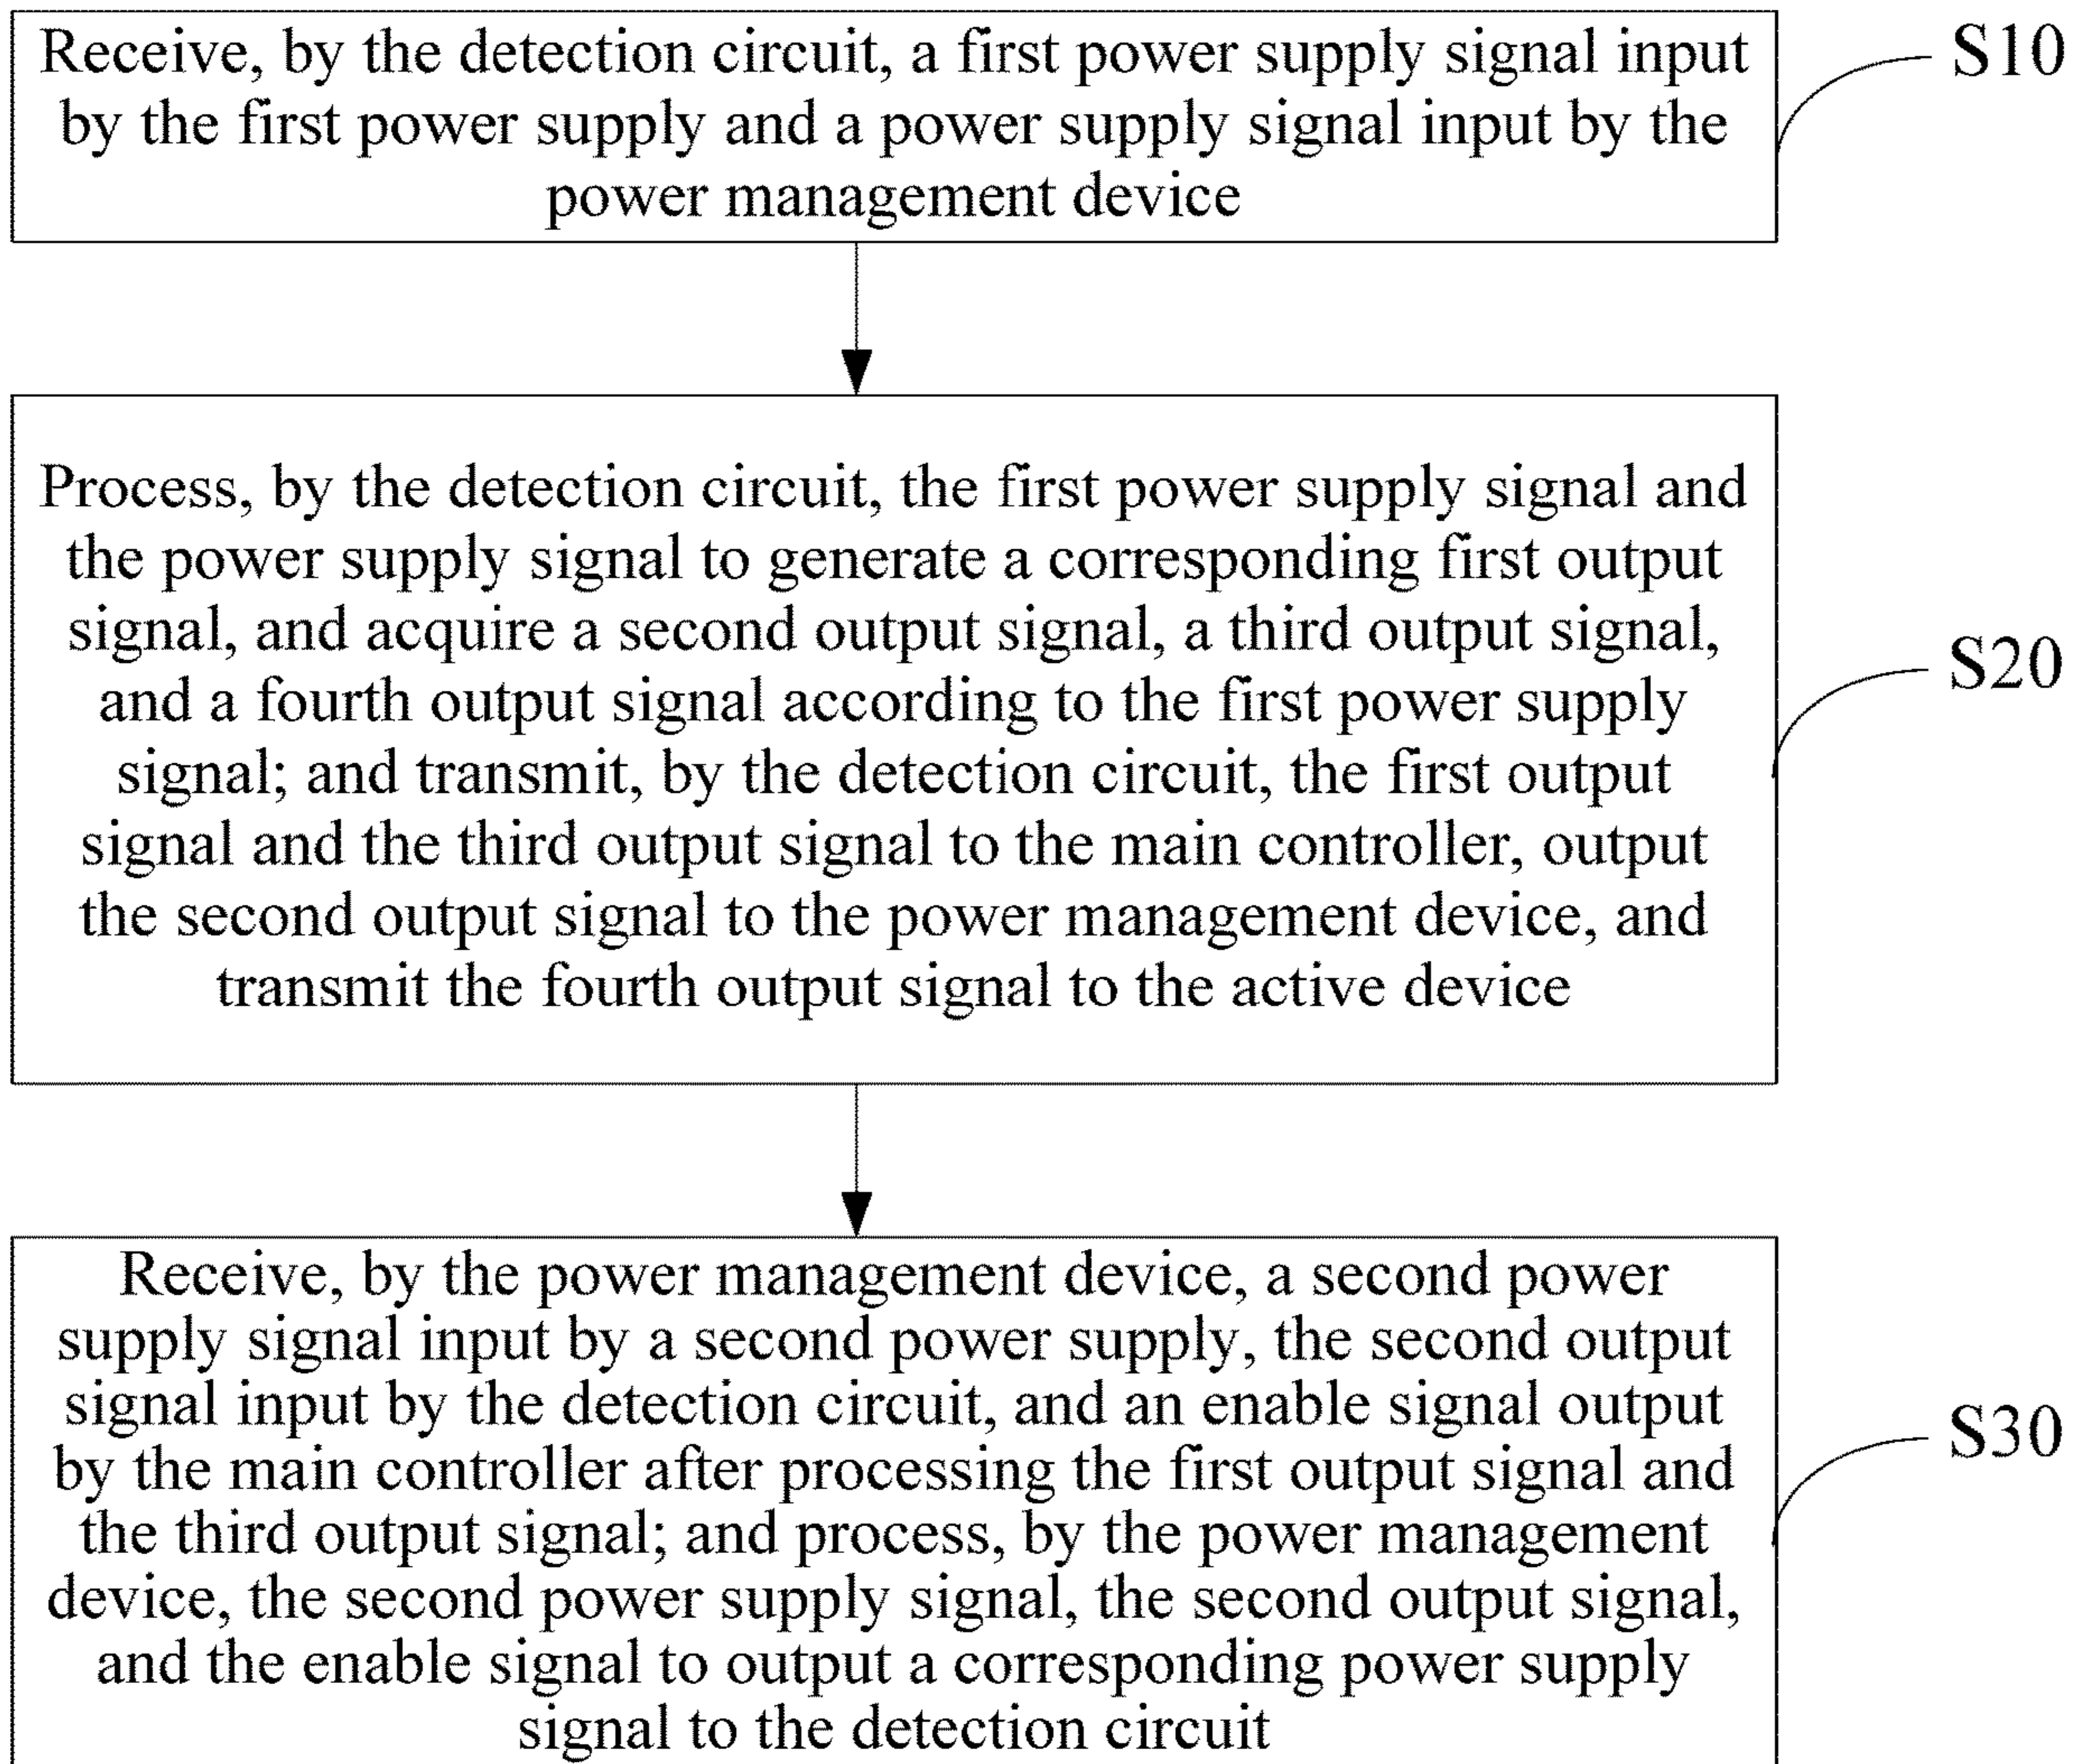 Receive, by the detection circuit, a first power supply signal input
by the first power supply and a power supply signal input by the
power management device
S10
Process, by the detection circuit, the first power supply signal and
the power supply signal to generate a corresponding first output
signal, and acquire a second output signal, a third output signal,
and a fourth output signal according to the first power supply
signal; and transmit, by the detection circuit, the first output
signal and the third output signal to the main controller, output
the second output signal to the power management device, and
transmit the fourth output signal to the active device
S20
Receive, by the power management device, a second power
supply signal input by a second power supply, the second output
signal input by the detection circuit, and an enable signal output
by the main controller after processing the first output signal and
the third output signal; and process, by the power management
device, the second power supply signal, the second output signal,
and the enable signal to output a corresponding power supply
signal to the detection circuit
S30